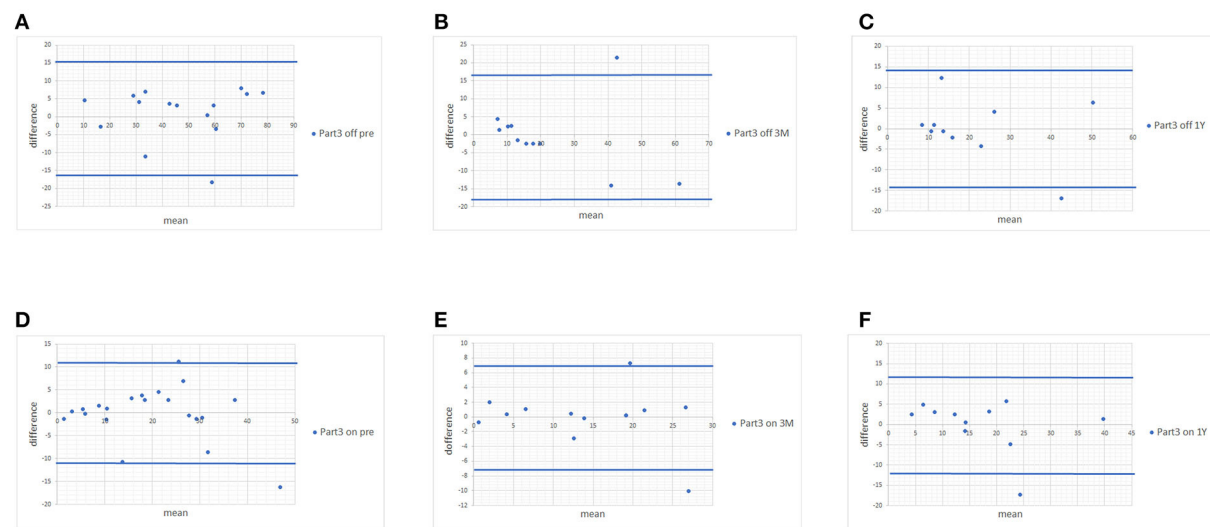 A
20
15
10
5
0
-5
-10
-15
-20
-25
0 10 20 30 40 50 60 70 80 90
difference
mean
Part3 off pre
B
25
20
15
10
5
0
-5
-10
-15
-20
0 10 20 30 40 50 60 70
difference
mean
Part3 off 3M
C
20
15
10
5
0
-5
-10
-15
-20
0 10 20 30 40 50 60
difference
mean
Part3 off 1Y
D
15
10
5
0
-5
-10
-15
-20
0 10 20 30 40 50
difference
mean
Part3 on pre
E
10
8
6
4
2
0
-2
-4
-6
-8
-10
-12
0 5 10 15 20 25 30
dofference
mean
Part3 on 3M
F
20
15
10
5
0
-5
-10
-15
-20
0 5 10 15 20 25 30 35 40 45
difference
mean
Part3 on 1Y